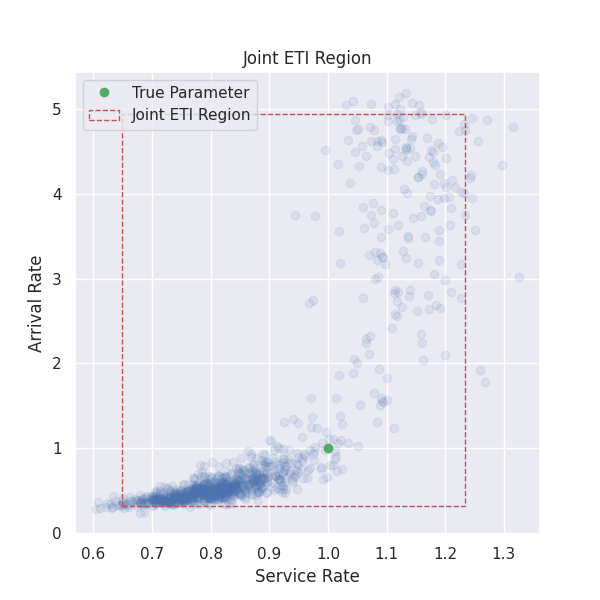 Joint ETI Region
True Parameter
Joint ETI Region
Arrival Rate
5
4
3
2
1
0
0.6 0.7 0.8 0.9 1.0 1.1 1.2 1.3
Service Rate